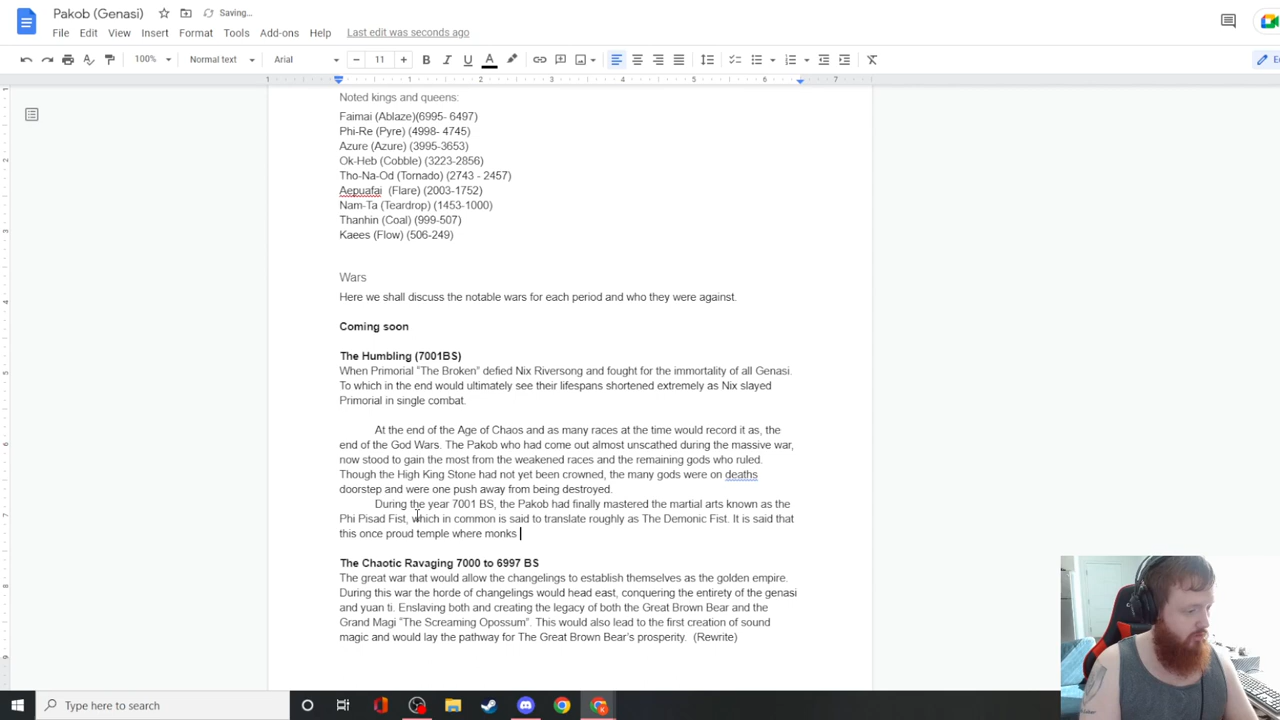 Pakob (Genasi)
Saving...
File Edit View Insert Format Tools Add-ons Help Last edit was seconds ago
100% Normal text Arial 11 B I U A
1 1 2 3 4 5 6 7
Noted kings and queens:
Faimai (Ablaze)(6995- 6497)
Phi-Re (Pyre) (4998- 4745)
Azure (Azure) (3995-3653)
Ok-Heb (Cobble) (3223-2856)
Tho-Na-Od (Tornado) (2743 - 2457)
Aepuafai (Flare) (2003-1752)
Nam-Ta (Teardrop) (1453-1000)
Thanhin (Coal) (999-507)
Kaees (Flow) (506-249)
Wars
Here we shall discuss the notable wars for each period and who they were against.
Coming soon
The Humbling (7001BS)
When Primorial “The Broken” defied Nix Riversong and fought for the immortality of all Genasi.
To which in the end would ultimately see their lifespans shortened extremely as Nix slayed
Primorial in single combat.
At the end of the Age of Chaos and as many races at the time would record it as, the
end of the God Wars. The Pakob who had come out almost unscathed during the massive war,
now stood to gain the most from the weakened races and the remaining gods who ruled.
Though the High King Stone had not yet been crowned, the many gods were on deaths
doorstep and were one push away from being destroyed.
During the year 7001 BS, the Pakob had finally mastered the martial arts known as the
Phi Pisad Fist, which in common is said to translate roughly as The Demonic Fist. It is said that
this once proud temple where monks
The Chaotic Ravaging 7000 to 6997 BS
The great war that would allow the changelings to establish themselves as the golden empire.
During this war the horde of changelings would head east, conquering the entirety of the genasi
and yuan ti. Enslaving both and creating the legacy of both the Great Brown Bear and the
Grand Magi “The Screaming Opossum”. This would also lead to the first creation of sound
magic and would lay the pathway for The Great Brown Bear’s prosperity. (Rewrite)
Type here to search